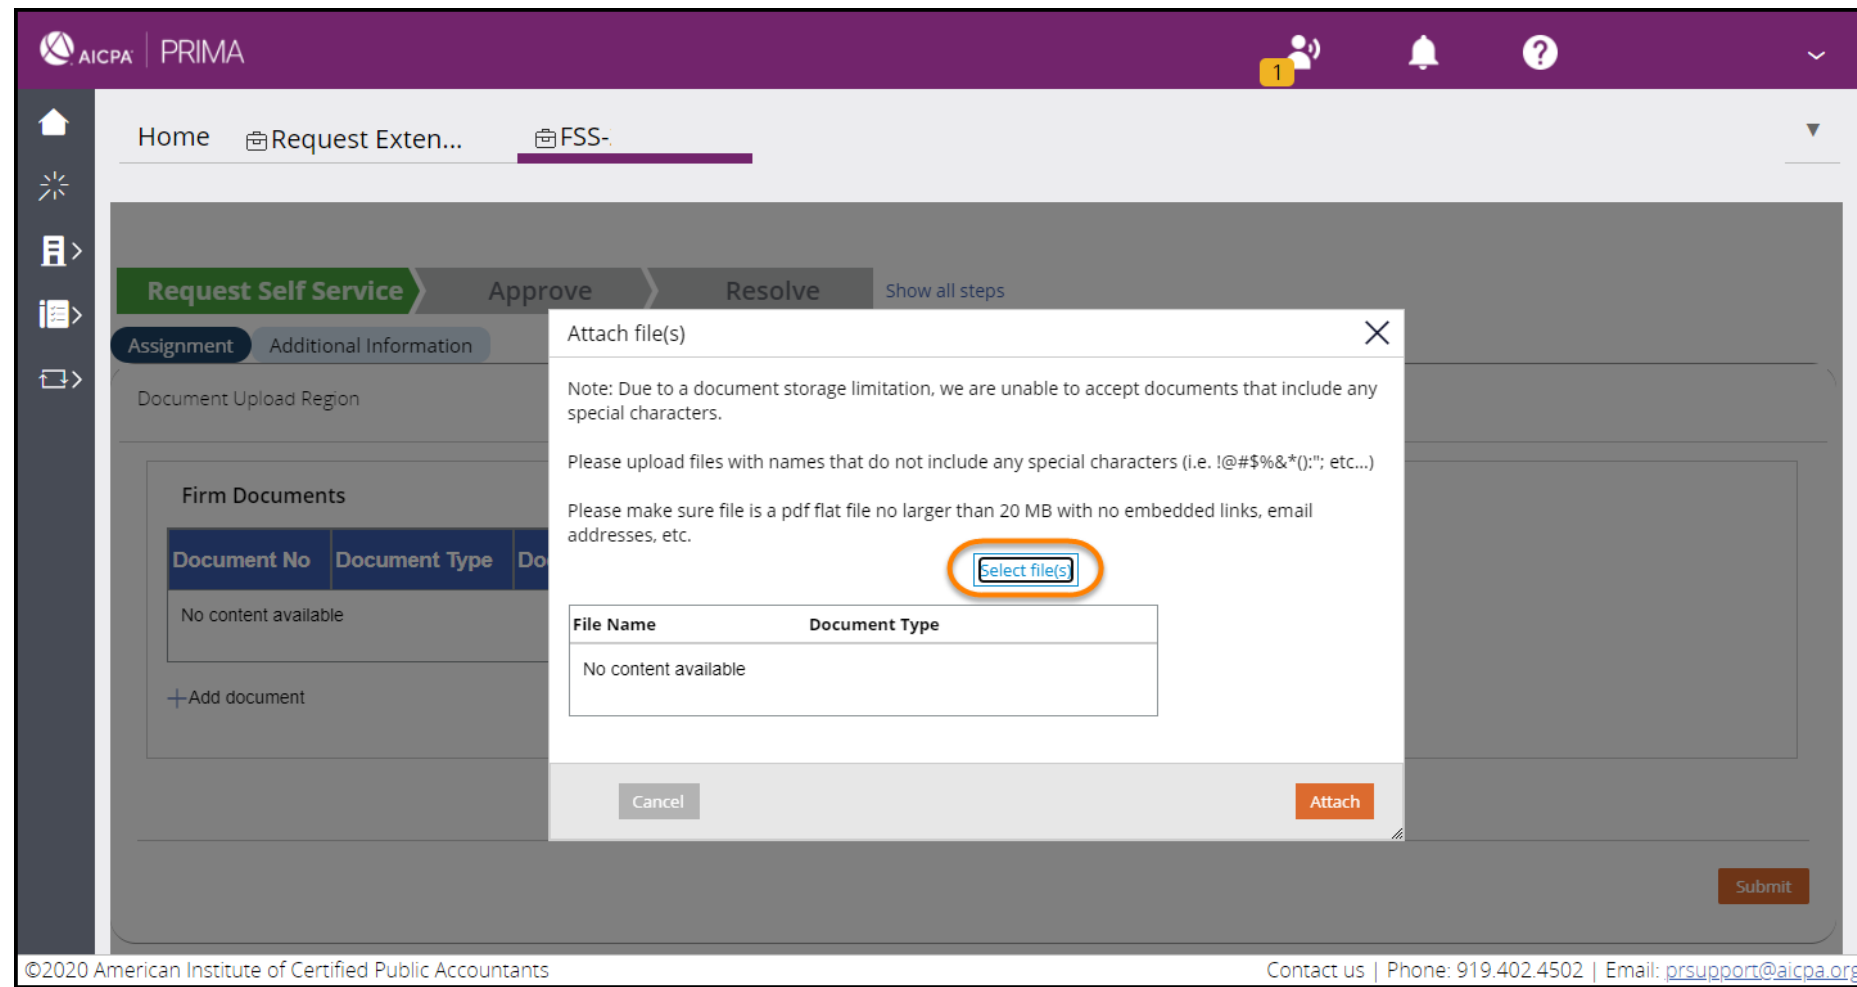 AICPA PRIMA
1
?
Home Request Exten... FSS-
Request Self Service Approve Resolve Show all steps
Assignment Additional Information
Document Upload Region
Firm Documents
Document No Document Type Do
No content available
+Add document
Attach file(s)
Note: Due to a document storage limitation, we are unable to accept documents that include any
special characters.
Please upload files with names that do not include any special characters (i.e. !@#$%&*():"; etc...)
Please make sure file is a pdf flat file no larger than 20 MB with no embedded links, email
addresses, etc.
Select file(s)
File Name Document Type
No content available
Cancel Attach
Submit
©2020 American Institute of Certified Public Accountants Contact us | Phone: 919.402.4502 | Email: prsupport@aicpa.org